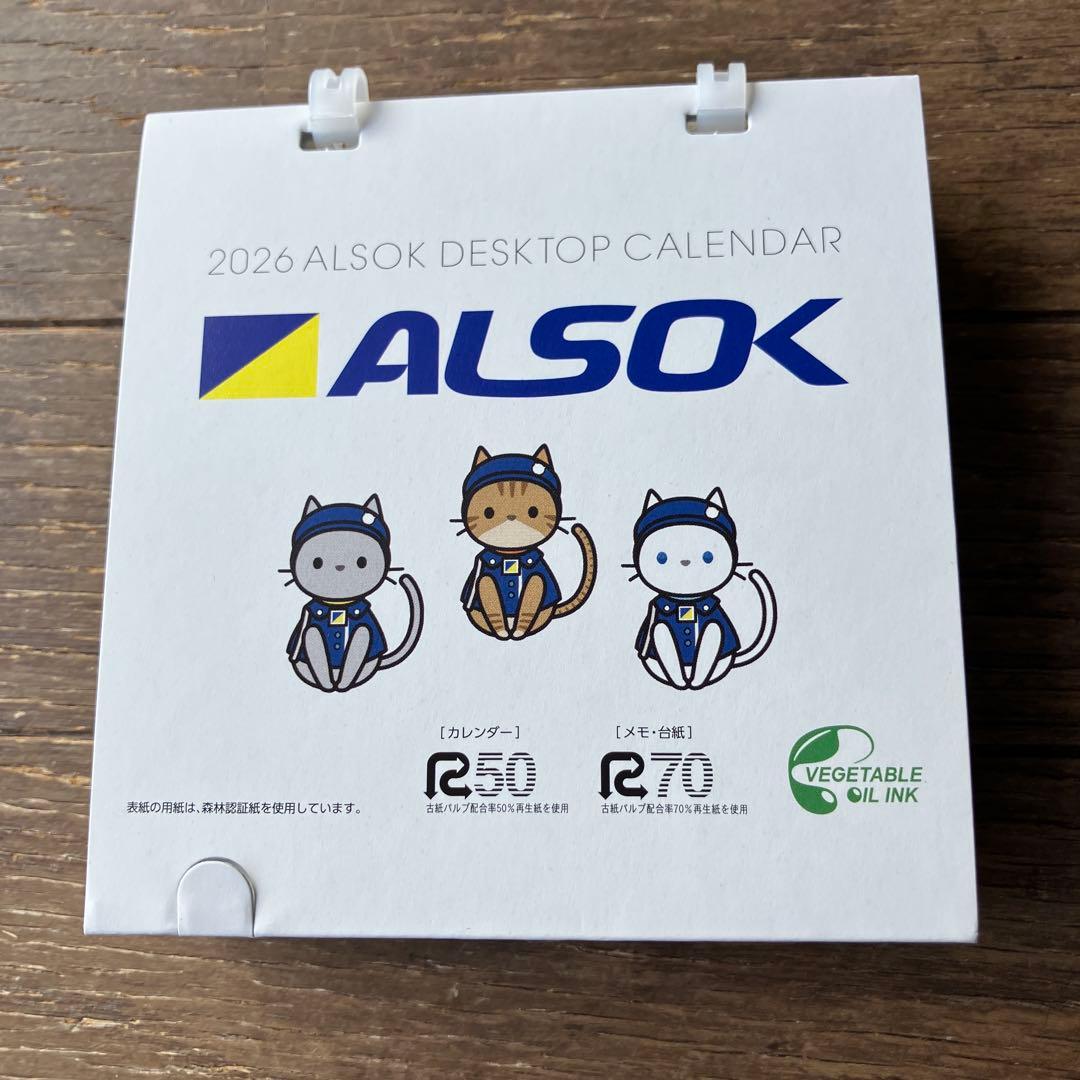 2026 ALSOK DESKTOP CALENDAR
ALSOK
[カレンダー]
R50
古紙パルプ配合率50%再生紙を使用
[メモ・台紙]
R70
古紙パルプ配合率70%再生紙を使用
VEGETABLE
OIL INK
表紙の用紙は、森林認証紙を使用しています。